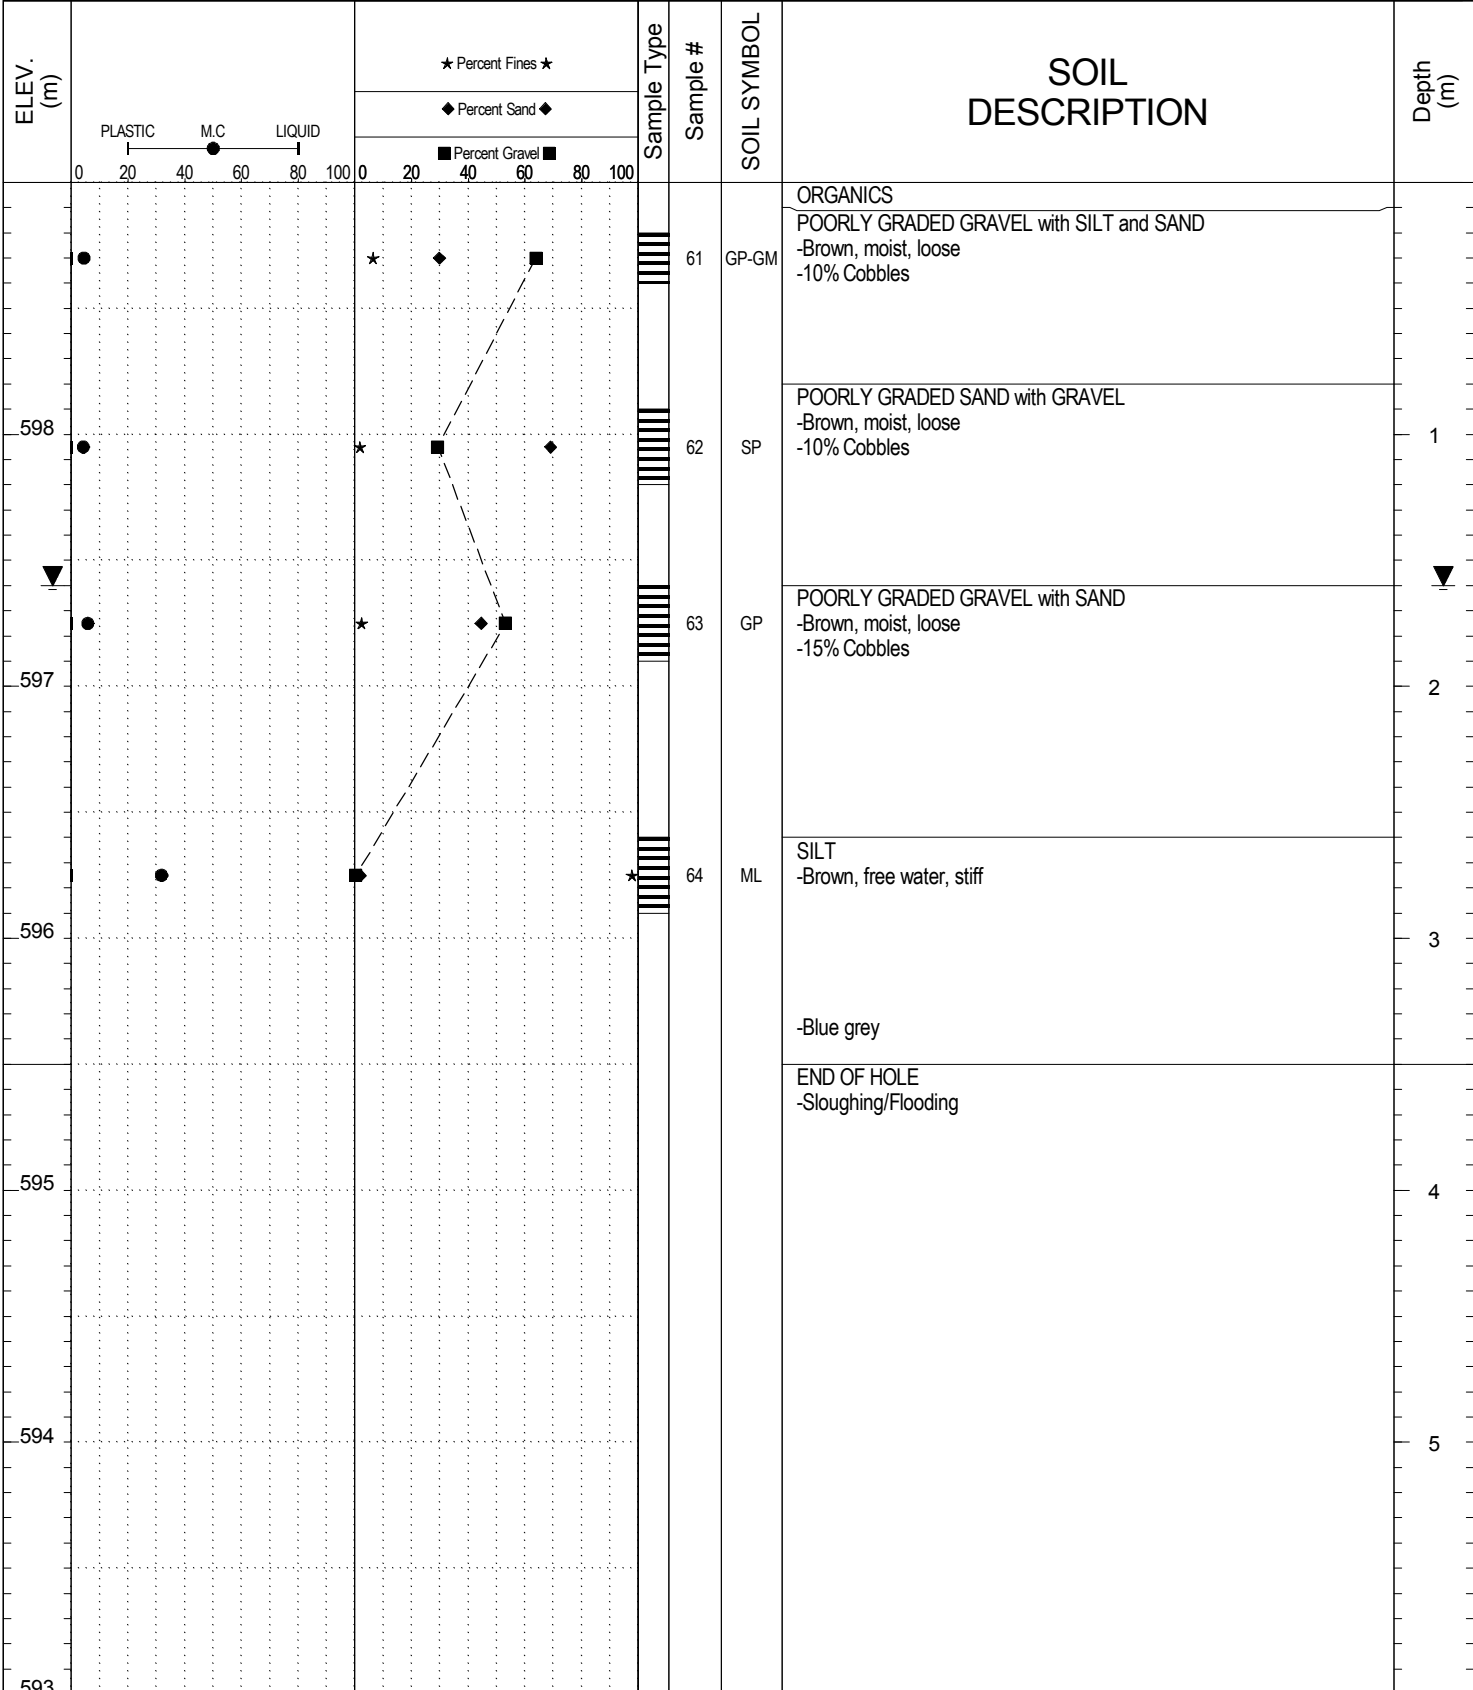 ELEV.
(m)
PLASTIC M.C LIQUID
0 20 40 60 80 100
★ Percent Fines ★
◆ Percent Sand ◆
■ Percent Gravel ■
0 20 40 60 80 100
Sample Type
Sample #
SOIL SYMBOL
SOIL
DESCRIPTION
Depth
(m)
ORGANICS
POORLY GRADED GRAVEL with SILT and SAND
61 GP-GM -Brown, moist, loose
-10% Cobbles
POORLY GRADED SAND with GRAVEL
598 -Brown, moist, loose 1
62 SP -10% Cobbles
POORLY GRADED GRAVEL with SAND
63 GP -Brown, moist, loose
-15% Cobbles
597 2
SILT
64 ML -Brown, free water, stiff
596 3
-Blue grey
END OF HOLE
-Sloughing/Flooding
595 4
594 5
593